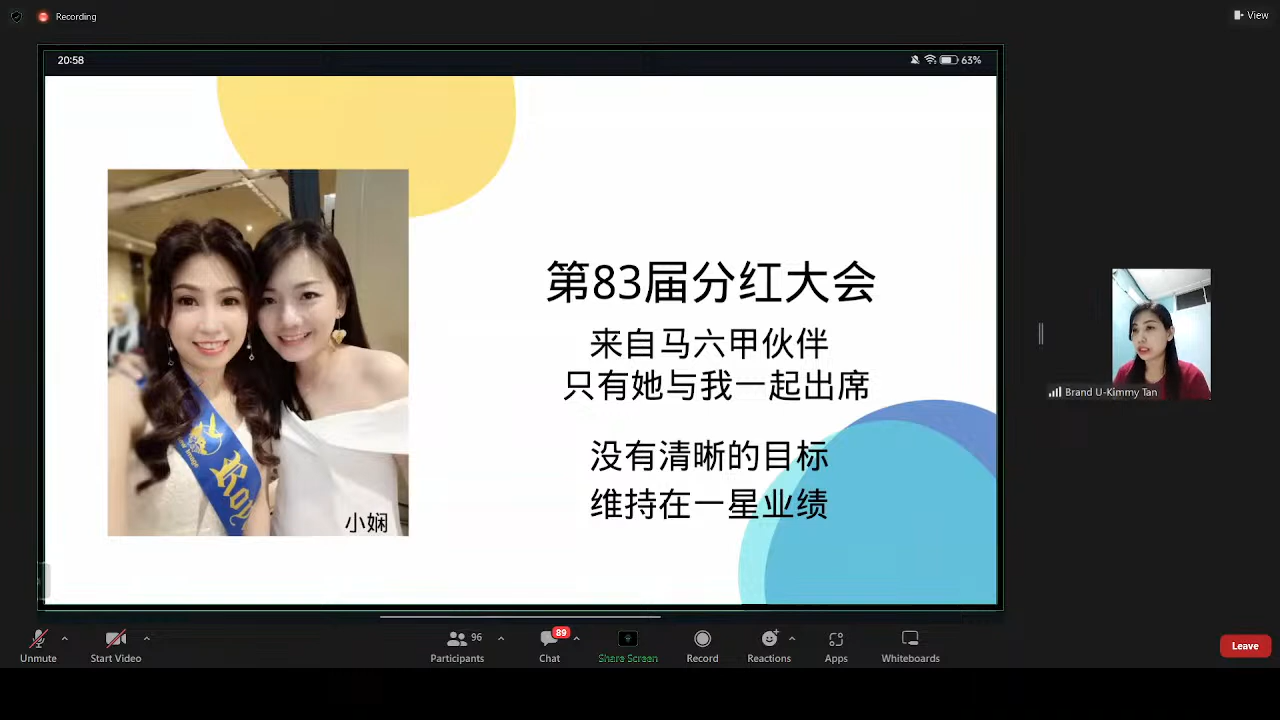 Recording
View
20:58
63%
第83届分红大会
来自马六甲伙伴
只有她与我一起出席
没有清晰的目标
维持在一星业绩
小娴
Brand U-Kimmy Tan
96
89
Unmute
Start Video
Participants
Chat
Share Screen
Record
Reactions
Apps
Whiteboards
Leave